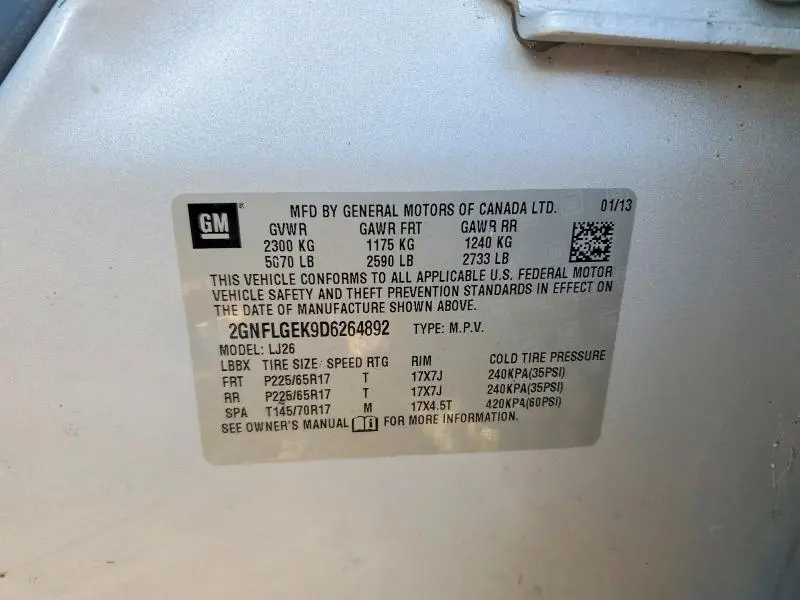 GM® MFD BY GENERAL MOTORS OF CANADA LTD. 01/13
GVWR GAWR FRT GAWR RR
2300 KG 1175 KG 1240 KG
5070 LB 2590 LB 2733 LB
THIS VEHICLE CONFORMS TO ALL APPLICABLE U.S. FEDERAL MOTOR
VEHICLE SAFETY AND THEFT PREVENTION STANDARDS IN EFFECT ON
THE DATE OF MANUFACTURE SHOWN ABOVE.
2GNFLGEK9D6264892 TYPE: M.P.V.
MODEL: LJ26
LBBX TIRE SIZE SPEED RTG RIM COLD TIRE PRESSURE
FRT P225/65R17 T 17X7J 240KPA(35PSI)
RR P225/65R17 T 17X7J 240KPA(35PSI)
SPA T145/70R17 M 17X4.5T 420KPA(60PSI)
SEE OWNER'S MANUAL FOR MORE INFORMATION.